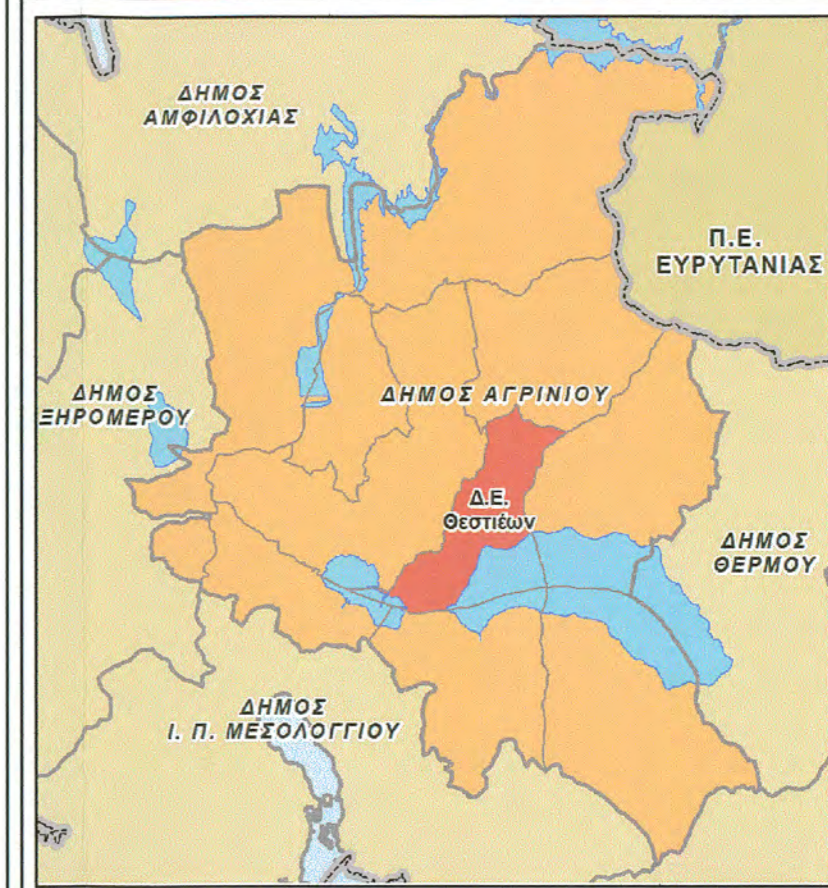 ΔΗΜΟΣ
ΑΜΦΙΛΟΧΙΑΣ
Π.Ε.
ΕΥΡΥΤΑΝΙΑΣ
ΔΗΜΟΣ
ΞΗΡΟΜΕΡΟΥ
ΔΗΜΟΣ ΑΓΡΙΝΙΟΥ
Δ.Ε.
Θεστιέων
ΔΗΜΟΣ
ΘΕΡΜΟΥ
ΔΗΜΟΣ
Ι. Π. ΜΕΣΟΛΟΓΓΙΟΥ